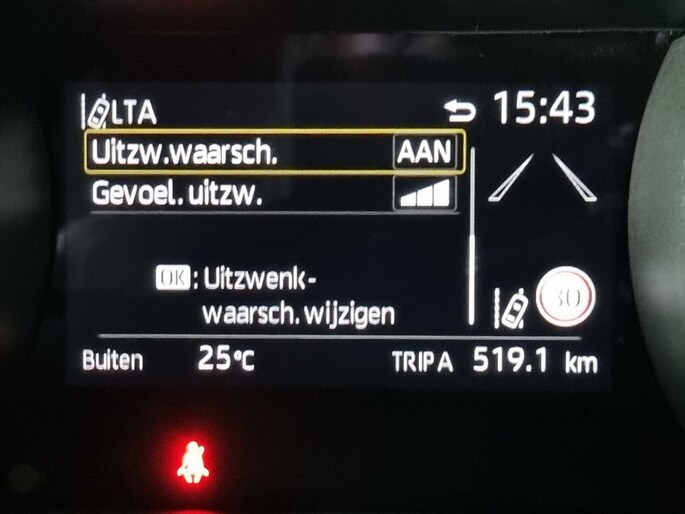 LTA
15:43
Uitzw.waarsch. AAN
Gevoel. uitzw.
OK : Uitzwenk-
waarsch. wijzigen
30
Buiten 25°C TRIP A 519.1 km